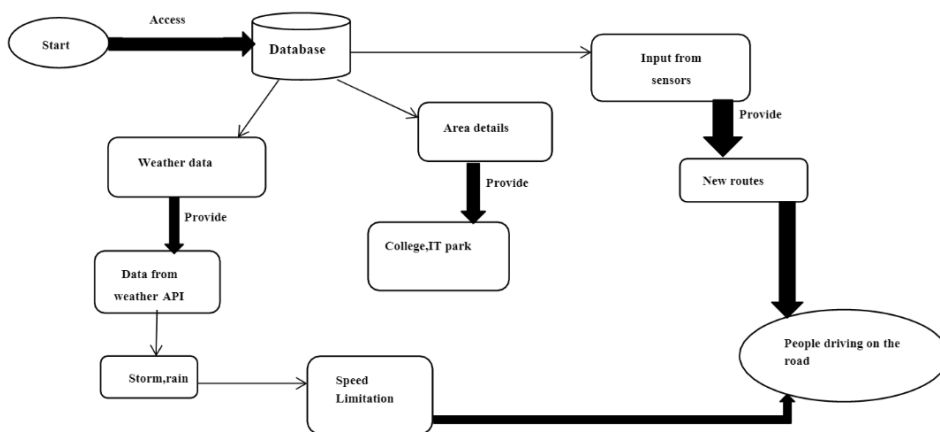 Access
Start
Database
Input from
sensors
Provide
Area details
Weather data
Provide
New routes
Provide
College,IT park
Data from
weather API
People driving on the
road
Storm,rain
Speed
Limitation